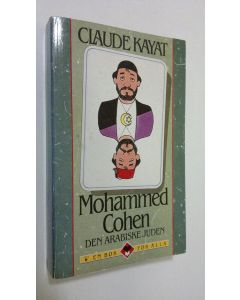 CLAUDE KAYAT
Mohammed
Cohen
DEN ARABISKE JUDEN
EN BOK FÖR ALLA